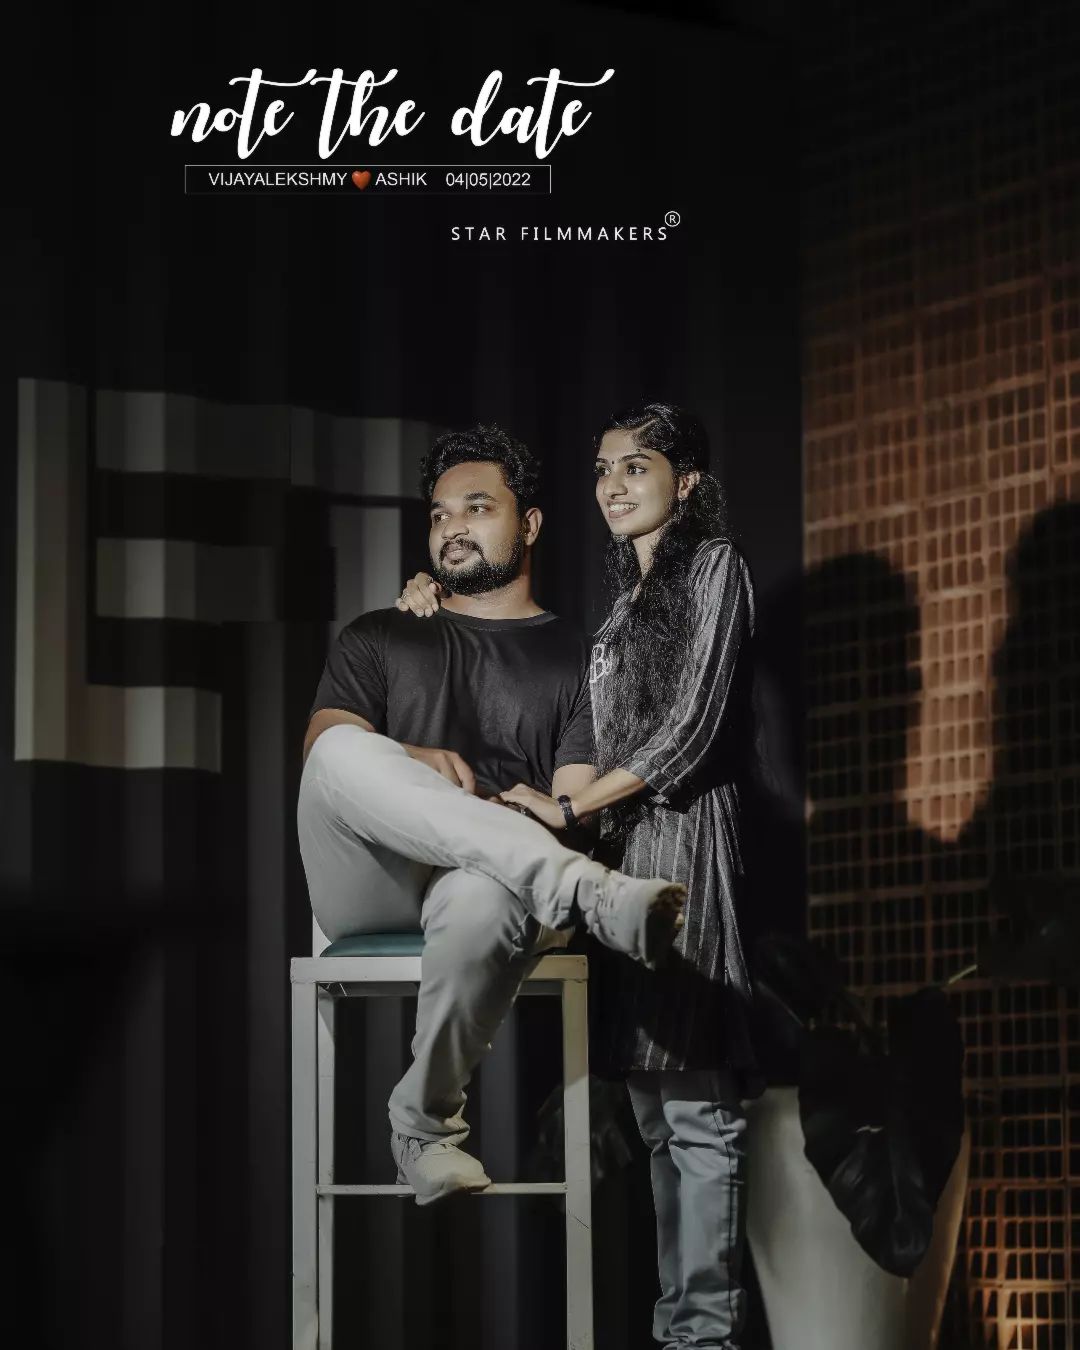 note the date
VIJAYALEKSHMY ❤️ ASHIK 04|05|2022
STAR FILMMAKERS®